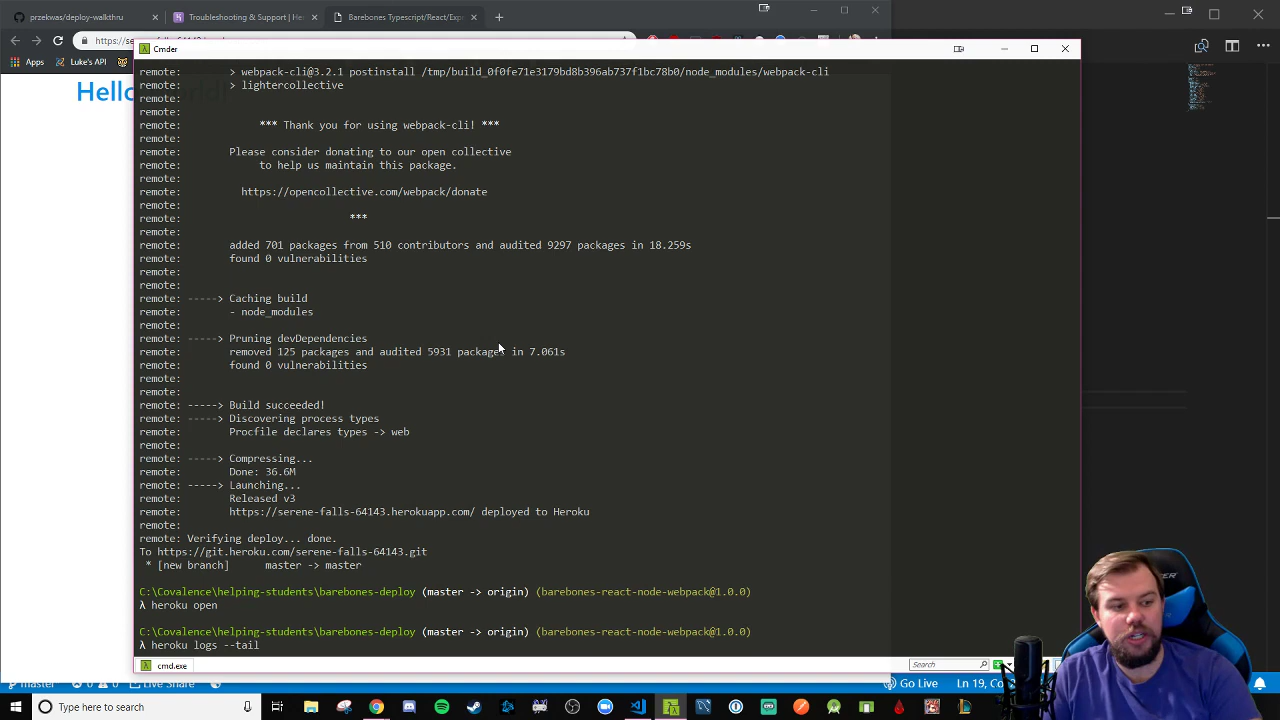 przekwas/deploy-walkthru
Troubleshooting & Support | He
Barebones Typescript/React/Exp
Apps
Luke's API
Hello
Cmder
remote: > webpack-cli@3.2.1 postinstall /tmp/build_0f0fe71e3179bd8b396ab737f1bc78b0/node_modules/webpack-cli
remote: > lightercollective
remote:
remote:
remote: *** Thank you for using webpack-cli! ***
remote:
remote: Please consider donating to our open collective
remote: to help us maintain this package.
remote:
remote: https://opencollective.com/webpack/donate
remote:
remote: ***
remote:
remote: added 701 packages from 510 contributors and audited 9297 packages in 18.259s
remote: found 0 vulnerabilities
remote:
remote:
remote: -----> Caching build
remote: - node_modules
remote:
remote: -----> Pruning devDependencies
remote: removed 125 packages and audited 5931 packages in 7.061s
remote: found 0 vulnerabilities
remote:
remote:
remote: -----> Build succeeded!
remote: -----> Discovering process types
remote: Procfile declares types -> web
remote:
remote: -----> Compressing...
remote: Done: 36.6M
remote: -----> Launching...
remote: Released v3
remote: https://serene-falls-64143.herokuapp.com/ deployed to Heroku
remote:
remote: Verifying deploy... done.
To https://git.heroku.com/serene-falls-64143.git
* [new branch] master -> master
C:\Covalence\helping-students\barebones-deploy (master -> origin) (barebones-react-node-webpack@1.0.0)
λ heroku open
C:\Covalence\helping-students\barebones-deploy (master -> origin) (barebones-react-node-webpack@1.0.0)
λ heroku logs --tail
cmd.exe
Search
master
0 0
Live Share
Go Live
Ln 19,
Type here to search